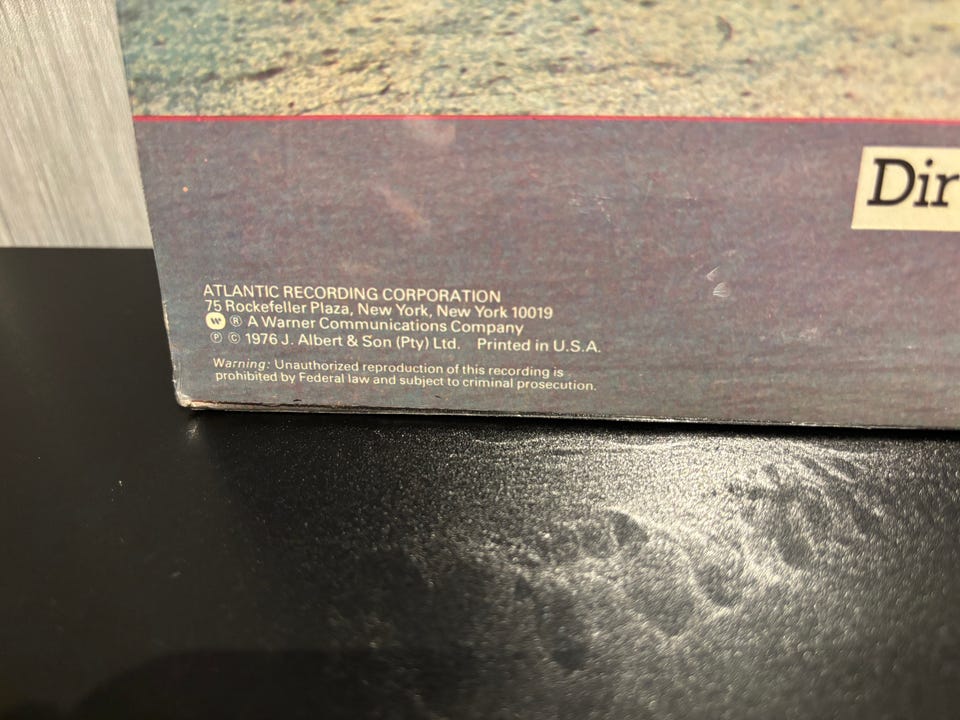 Dir
ATLANTIC RECORDING CORPORATION
75 Rockefeller Plaza, New York, New York 10019
W ® A Warner Communications Company
℗ © 1976 J. Albert & Son (Pty) Ltd. Printed in U.S.A.
Warning: Unauthorized reproduction of this recording is
prohibited by Federal law and subject to criminal prosecution.